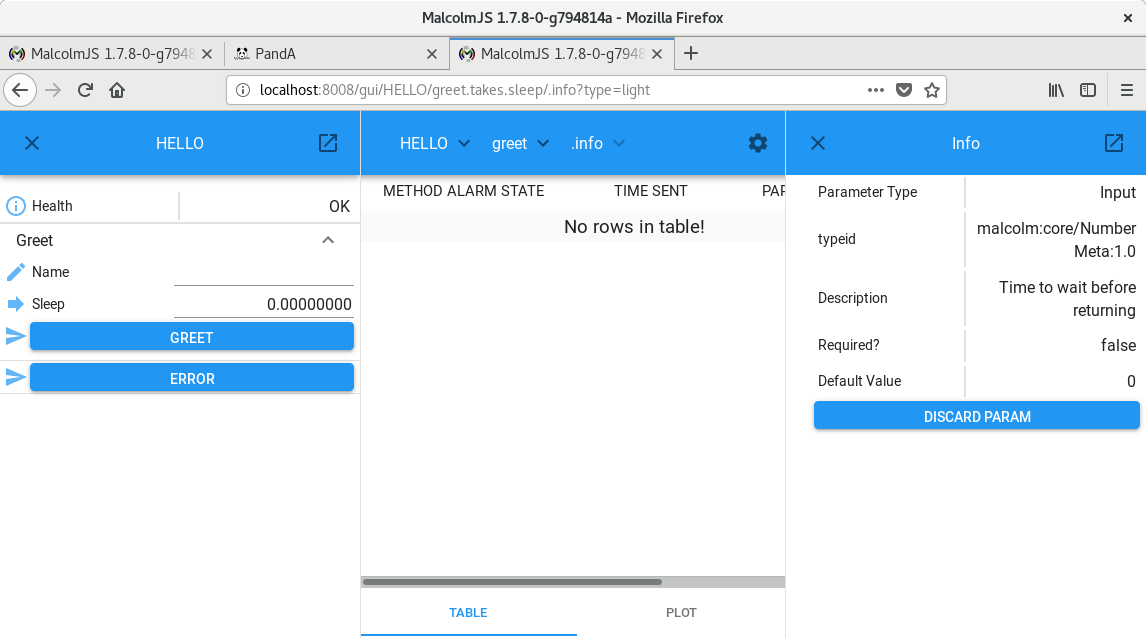 MalcolmJS 1.7.8-0-g794814a - Mozilla Firefox
MalcolmJS 1.7.8-0-g7948
PandA
MalcolmJS 1.7.8-0-g7948
localhost:8008/gui/HELLO/greet.takes.sleep/.info?type=light
HELLO
HELLO greet .info
Info
Health OK
Greet
Name
Sleep 0.00000000
GREET
ERROR
METHOD ALARM STATE TIME SENT PAR
No rows in table!
TABLE PLOT
Parameter Type Input
typeid malcolm:core/Number
Meta:1.0
Description Time to wait before
returning
Required? false
Default Value 0
DISCARD PARAM